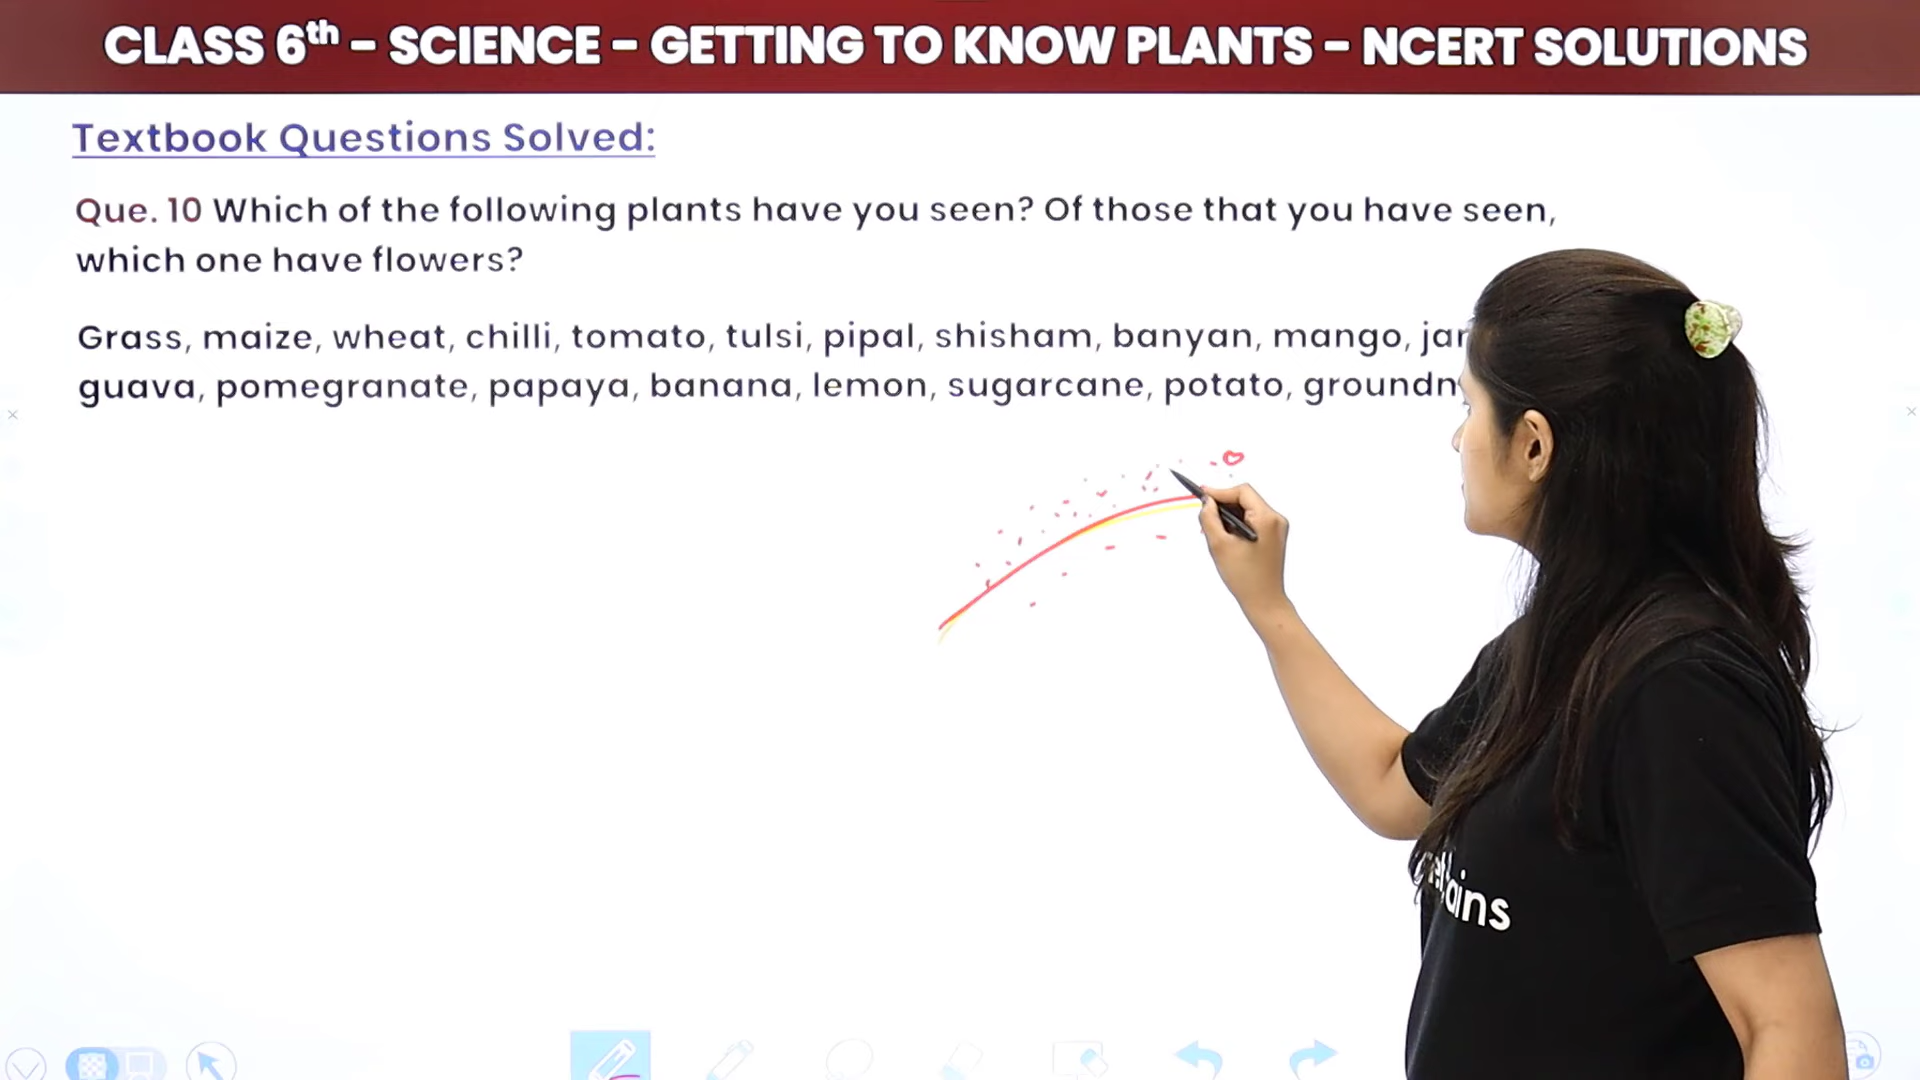 CLASS 6th - SCIENCE - GETTING TO KNOW PLANTS - NCERT SOLUTIONS
Textbook Questions Solved:
Que. 10 Which of the following plants have you seen? Of those that you have seen,
which one have flowers?
Grass, maize, wheat, chilli, tomato, tulsi, pipal, shisham, banyan, mango,
guava, pomegranate, papaya, banana, lemon, sugarcane, potato,